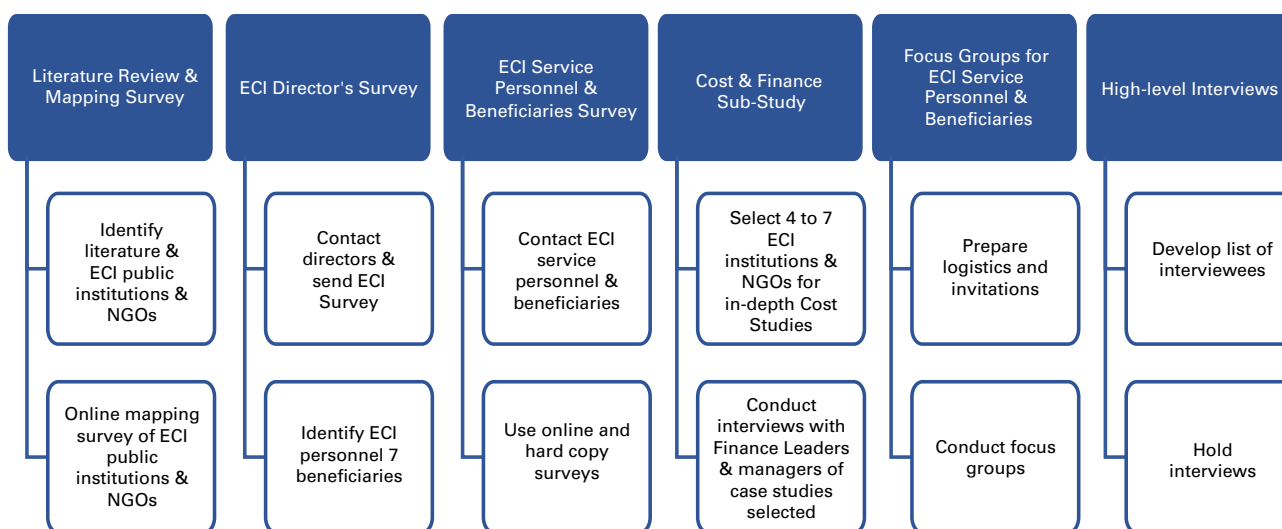 Literature Review &
Mapping Survey
Identify
literature &
ECI public
institutions &
NGOs
Online mapping
survey of ECI
public
institutions &
NGOs
ECI Director's Survey
Contact
directors &
send ECI
Survey
Identify ECI
personnel 7
beneficiaries
ECI Service
Personnel &
Beneficiaries Survey
Contact ECI
service
personnel &
beneficiaries
Use online and
hard copy
surveys
Cost & Finance
Sub-Study
Select 4 to 7
ECI
institutions &
NGOs for
in-depth Cost
Studies
Conduct
interviews with
Finance Leaders
& managers of
case studies
selected
Focus Groups for
ECI Service
Personnel &
Beneficiaries
Prepare
logistics and
invitations
Conduct focus
groups
High-level Interviews
Develop list of
interviewees
Hold
interviews